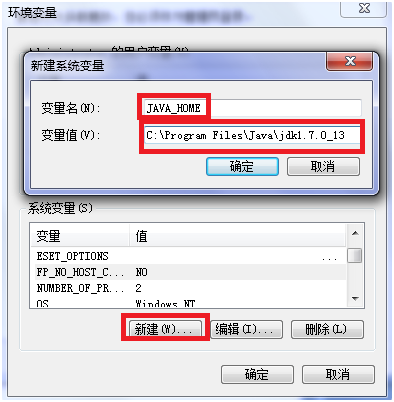 环境变量
新建系统变量
变量名(N):
JAVA_HOME
变量值(V):
C:\Program Files\Java\jdk1.7.0_13
确定
取消
系统变量(S)
变量 值
ESET_OPTIONS ...
FP_NO_HOST_C... NO
NUMBER_OF_PR... 2
OS Windows_NT
新建(W)... 编辑(I)... 删除(L)
确定 取消